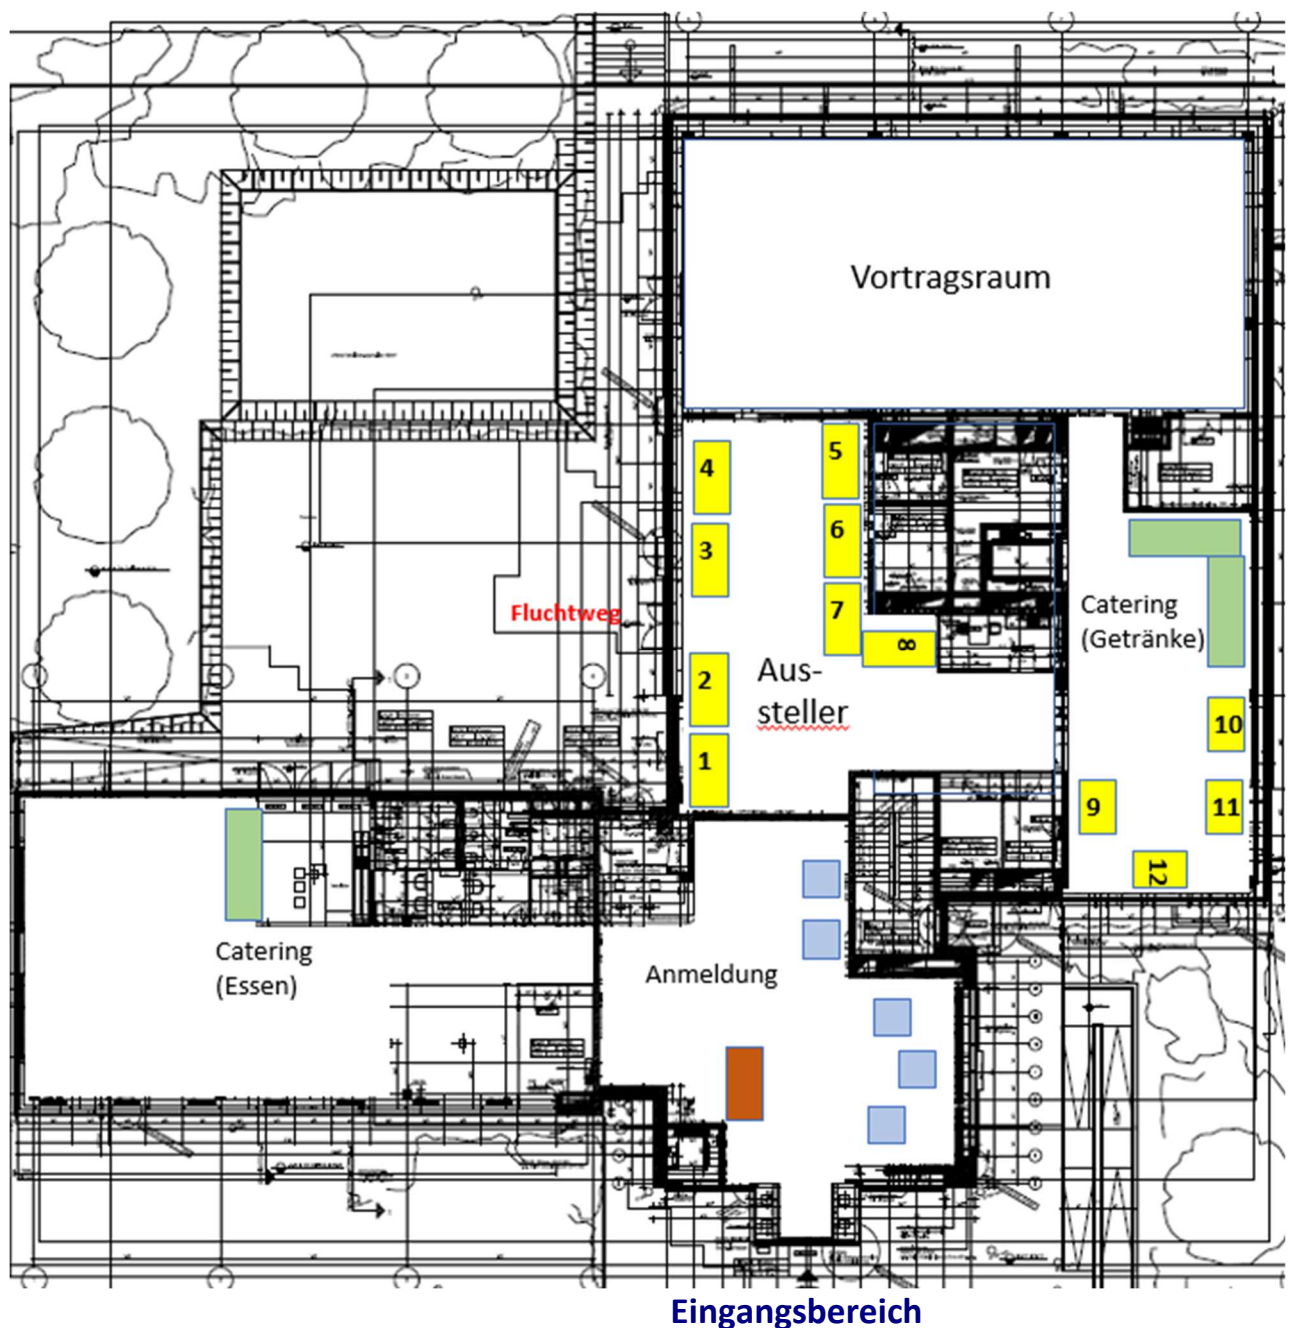 Vortragsraum
4
5
3
6
Fluchtweg
7
8
Catering
(Getränke)
2
Aus-
steller
1
10
9
11
12
Catering
(Essen)
Anmeldung
Eingangsbereich